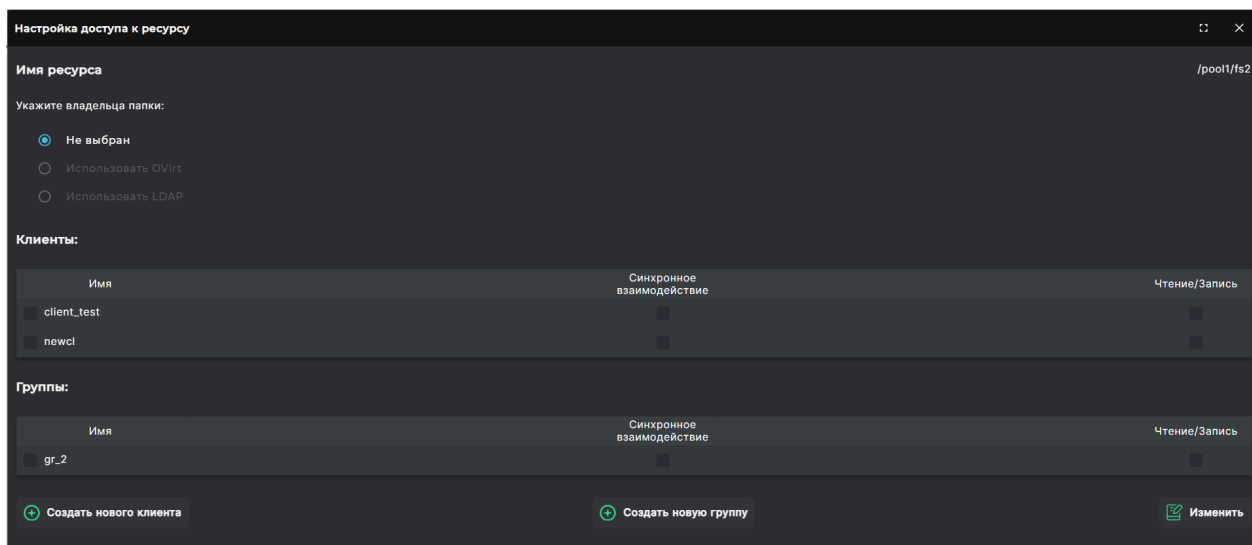 Настройка доступа к ресурсу
Имя ресурса /pool1/fs2
Укажите владельца папки:
Не выбран
Использовать OVirt
Использовать LDAP
Клиенты:
Имя Синхронное взаимодействие Чтение/Запись
client_test
newcl
Группы:
Имя Синхронное взаимодействие Чтение/Запись
gr_2
Создать нового клиента Создать новую группу Изменить